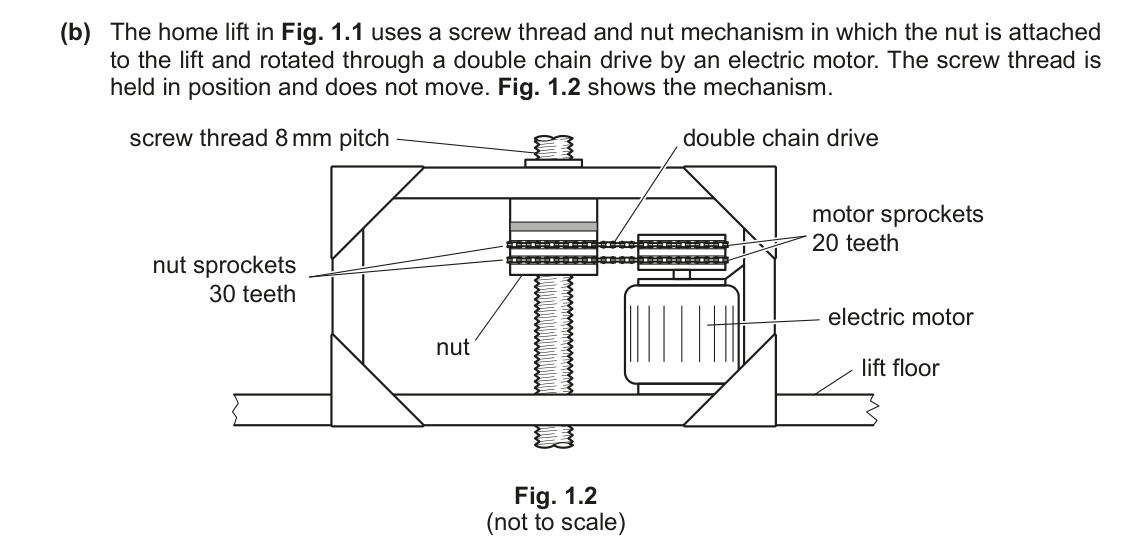 (b) The home lift in Fig. 1.1 uses a screw thread and nut mechanism in which the nut is attached
to the lift and rotated through a double chain drive by an electric motor. The screw thread is
held in position and does not move. Fig. 1.2 shows the mechanism.
screw thread 8 mm pitch
double chain drive
motor sprockets
20 teeth
nut sprockets
30 teeth
electric motor
nut
lift floor
Fig. 1.2
(not to scale)